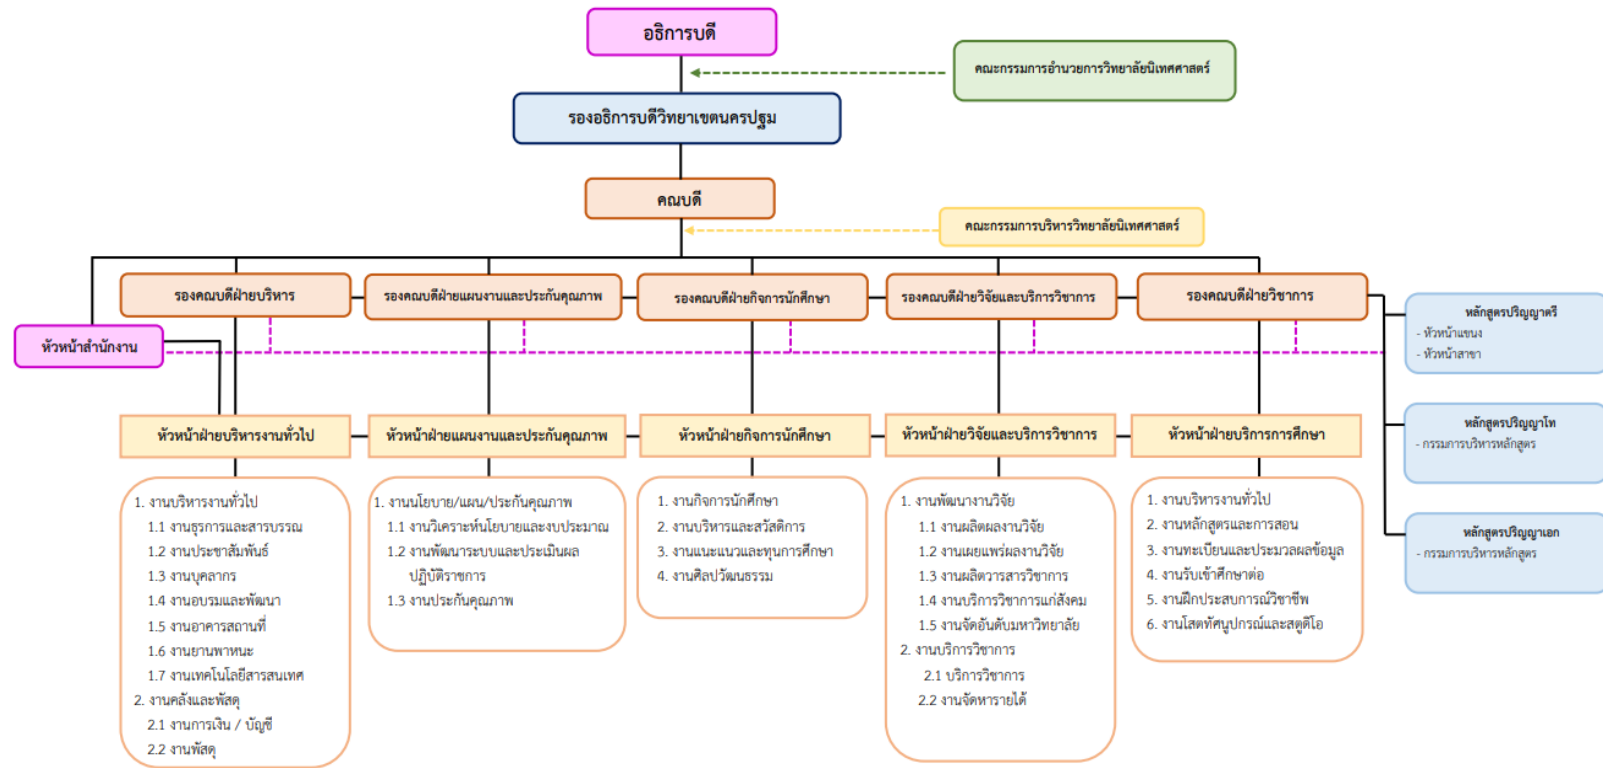 อธิการบดี
คณะกรรมการอำนวยการวิทยาลัยนิเทศศาสตร์
รองอธิการบดีวิทยาเขตนครปฐม
คณบดี
คณะกรรมการบริหารวิทยาลัยนิเทศศาสตร์
รองคณบดีฝ่ายบริหาร
รองคณบดีฝ่ายแผนงานและประกันคุณภาพ
รองคณบดีฝ่ายกิจการนักศึกษา
รองคณบดีฝ่ายวิจัยและบริการวิชาการ
รองคณบดีฝ่ายวิชาการ
หัวหน้าสำนักงาน
หลักสูตรปริญญาตรี
- หัวหน้าแขนง
- หัวหน้าสาขา
หลักสูตรปริญญาโท
- กรรมการบริหารหลักสูตร
หลักสูตรปริญญาเอก
- กรรมการบริหารหลักสูตร
หัวหน้าฝ่ายบริหารงานทั่วไป
หัวหน้าฝ่ายแผนงานและประกันคุณภาพ
หัวหน้าฝ่ายกิจการนักศึกษา
หัวหน้าฝ่ายวิจัยและบริการวิชาการ
หัวหน้าฝ่ายบริการการศึกษา
1. งานบริหารงานทั่วไป
1.1 งานธุรการและสารบรรณ
1.2 งานประชาสัมพันธ์
1.3 งานบุคลากร
1.4 งานอบรมและพัฒนา
1.5 งานอาคารสถานที่
1.6 งานยานพาหนะ
1.7 งานเทคโนโลยีสารสนเทศ
2. งานคลังและพัสดุ
2.1 งานการเงิน / บัญชี
2.2 งานพัสดุ
1. งานนโยบาย/แผน/ประกันคุณภาพ
1.1 งานวิเคราะห์นโยบายและงบประมาณ
1.2 งานพัฒนาระบบและประเมินผล
ปฏิบัติราชการ
1.3 งานประกันคุณภาพ
1. งานกิจการนักศึกษา
2. งานบริหารและสวัสดิการ
3. งานแนะแนวและทุนการศึกษา
4. งานศิลปวัฒนธรรม
1. งานพัฒนางานวิจัย
1.1 งานผลิตผลงานวิจัย
1.2 งานเผยแพร่ผลงานวิจัย
1.3 งานผลิตวารสารวิชาการ
1.4 งานบริการวิชาการแก่สังคม
1.5 งานจัดอันดับมหาวิทยาลัย
2. งานบริการวิชาการ
2.1 บริการวิชาการ
2.2 งานจัดหารายได้
1. งานบริหารงานทั่วไป
2. งานหลักสูตรและการสอน
3. งานทะเบียนและประมวลผลข้อมูล
4. งานรับเข้าศึกษาต่อ
5. งานฝึกประสบการณ์วิชาชีพ
6. งานโสตทัศนูปกรณ์และสตูดิโอ